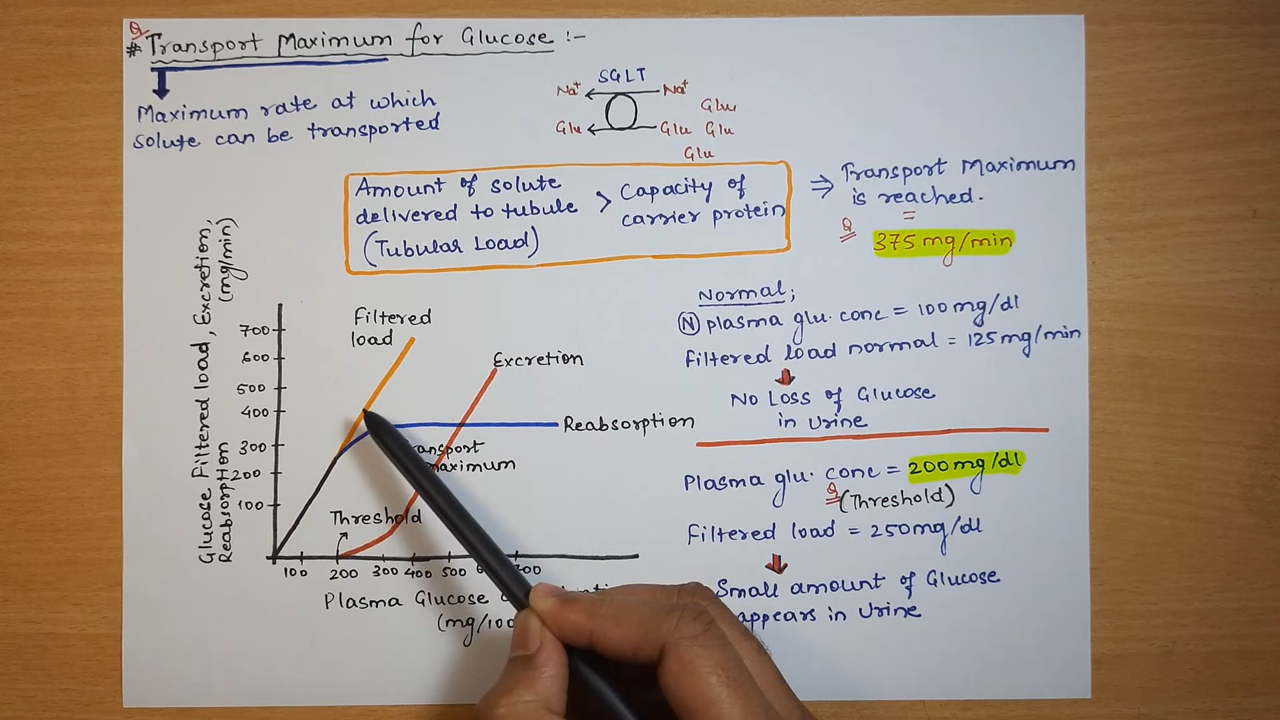 Q
# Transport Maximum for Glucose :-
Maximum rate at which
solute can be transported
SGLT
Na⁺ Na⁺
Glu
Glu Glu Glu
Glu
Amount of solute
delivered to tubule
(Tubular Load)
> Capacity of
carrier protein
⇒ Transport Maximum
is reached.
Q 375 mg/min
Glucose Filtered load, Excretion,
Reabsorption (mg/min)
700
600
500
400
300
200
100
Filtered
load
Excretion
Reabsorption
Threshold
100 200 300 400 500
Plasma Glucose
Normal;
(N) plasma glu. conc = 100 mg/dl
Filtered load normal = 125 mg/min
No Loss of Glucose
in Urine
Plasma glu. conc = 200 mg/dl
Q (Threshold)
Filtered load = 250 mg/dl
Small amount of Glucose
appears in Urine